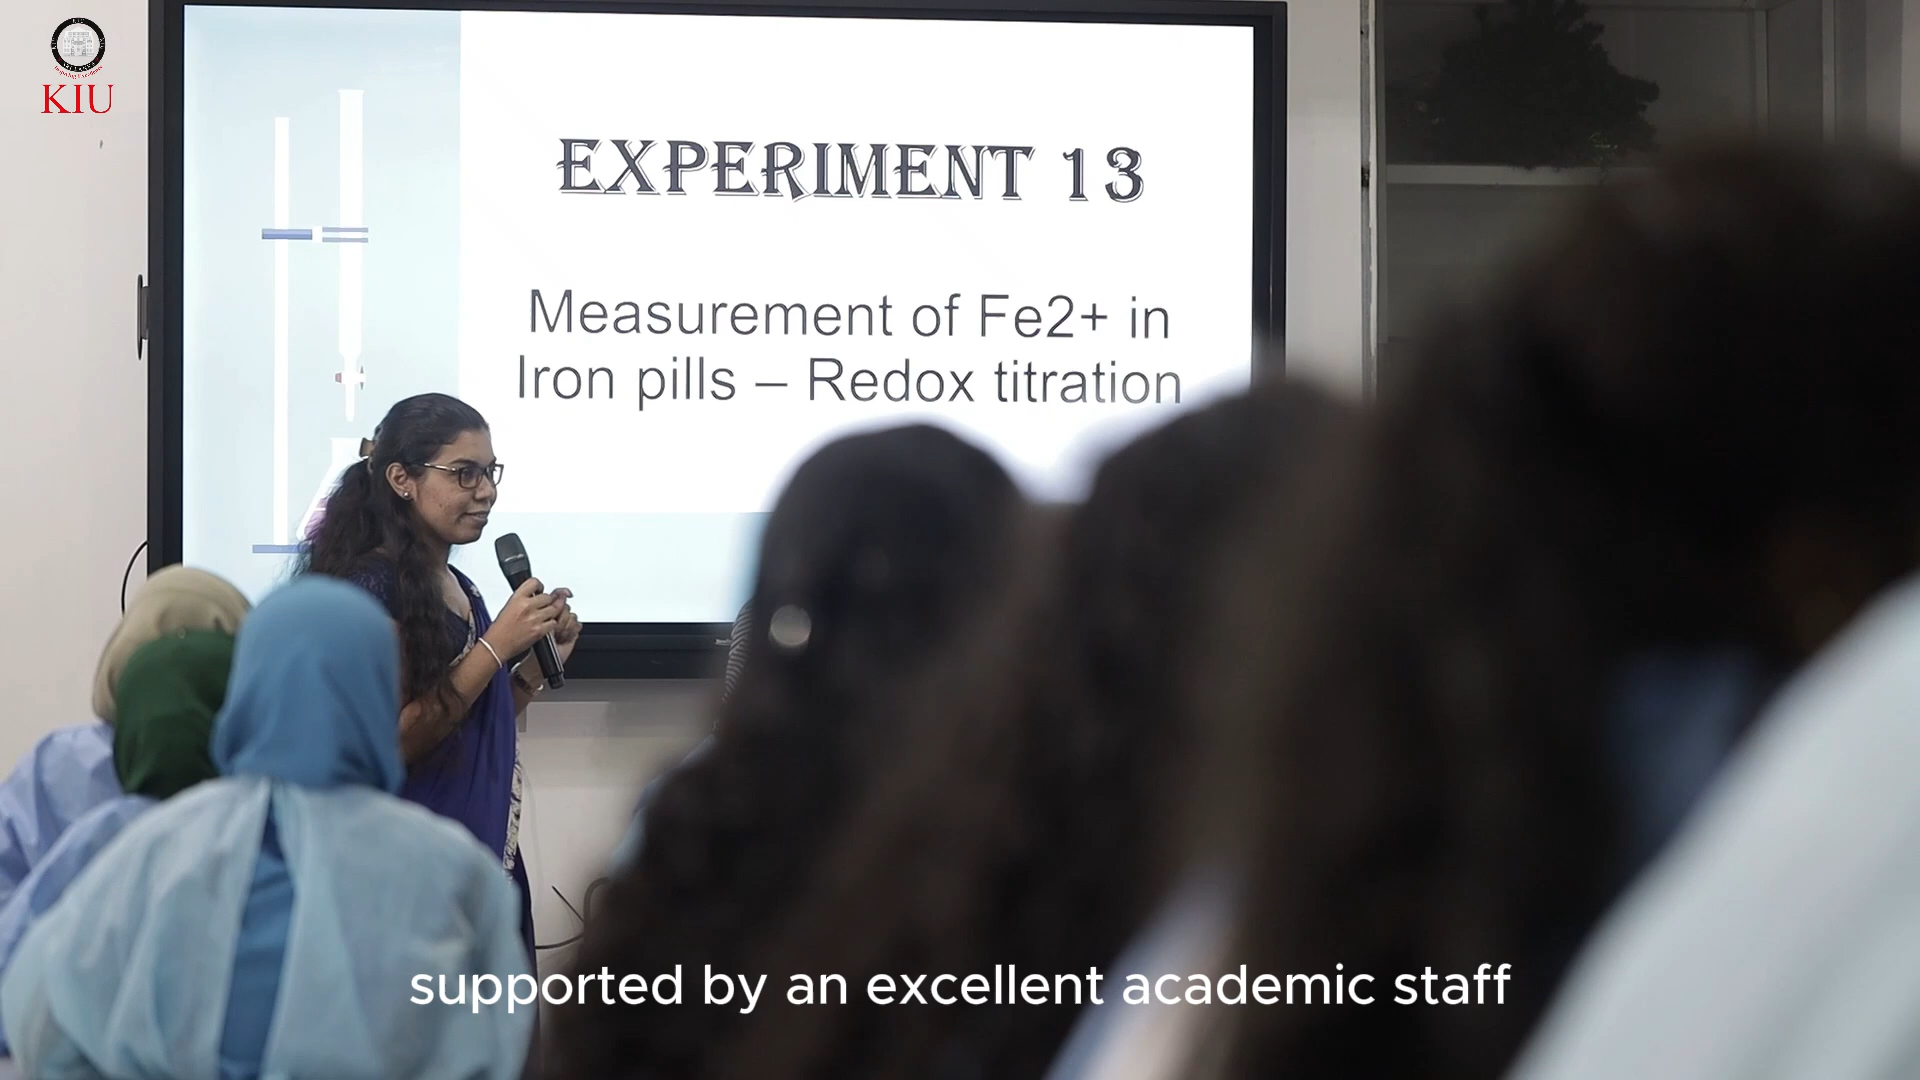 KIU
EXPERIMENT 13
Measurement of Fe2+ in
Iron pills – Redox titration
supported by an excellent academic staff